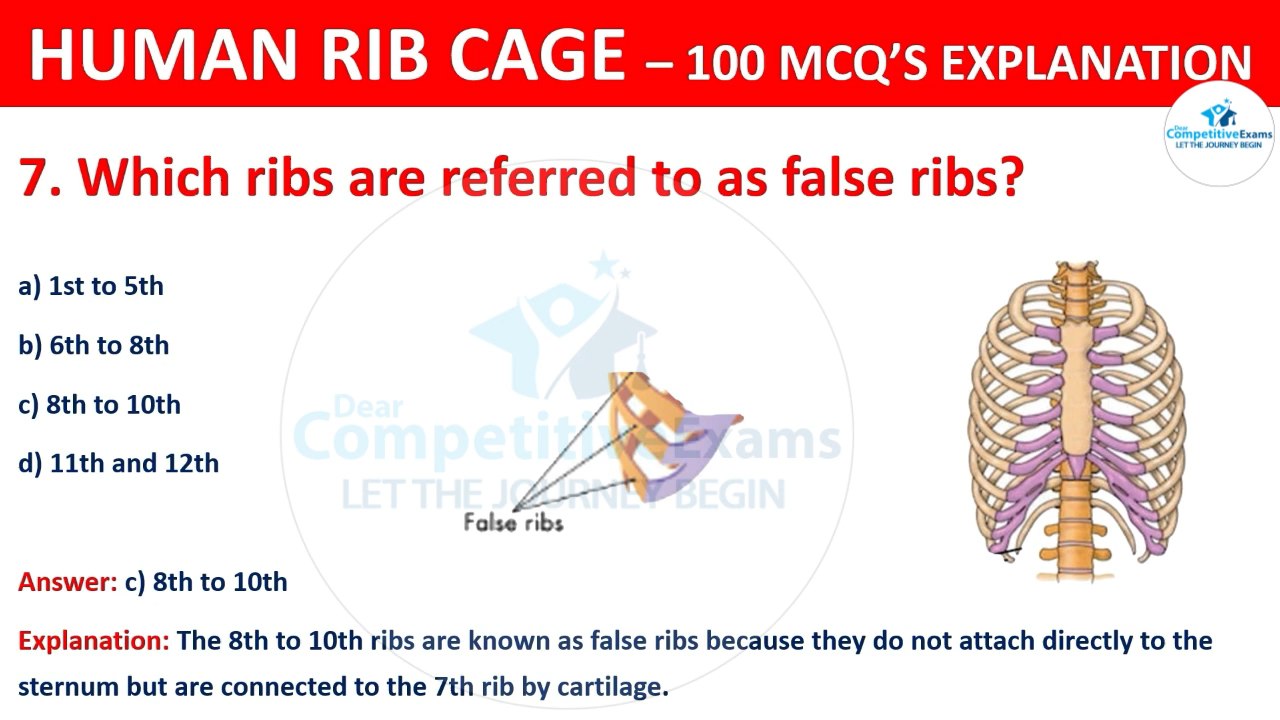 HUMAN RIB CAGE – 100 MCQ'S EXPLANATION
Dear
CompetitiveExams
LET THE JOURNEY BEGIN
7. Which ribs are referred to as false ribs?
a) 1st to 5th
b) 6th to 8th
c) 8th to 10th
d) 11th and 12th
Dear
Competitive Exams
LET THE JOURNEY BEGIN
False ribs
Answer: c) 8th to 10th
Explanation: The 8th to 10th ribs are known as false ribs because they do not attach directly to the
sternum but are connected to the 7th rib by cartilage.